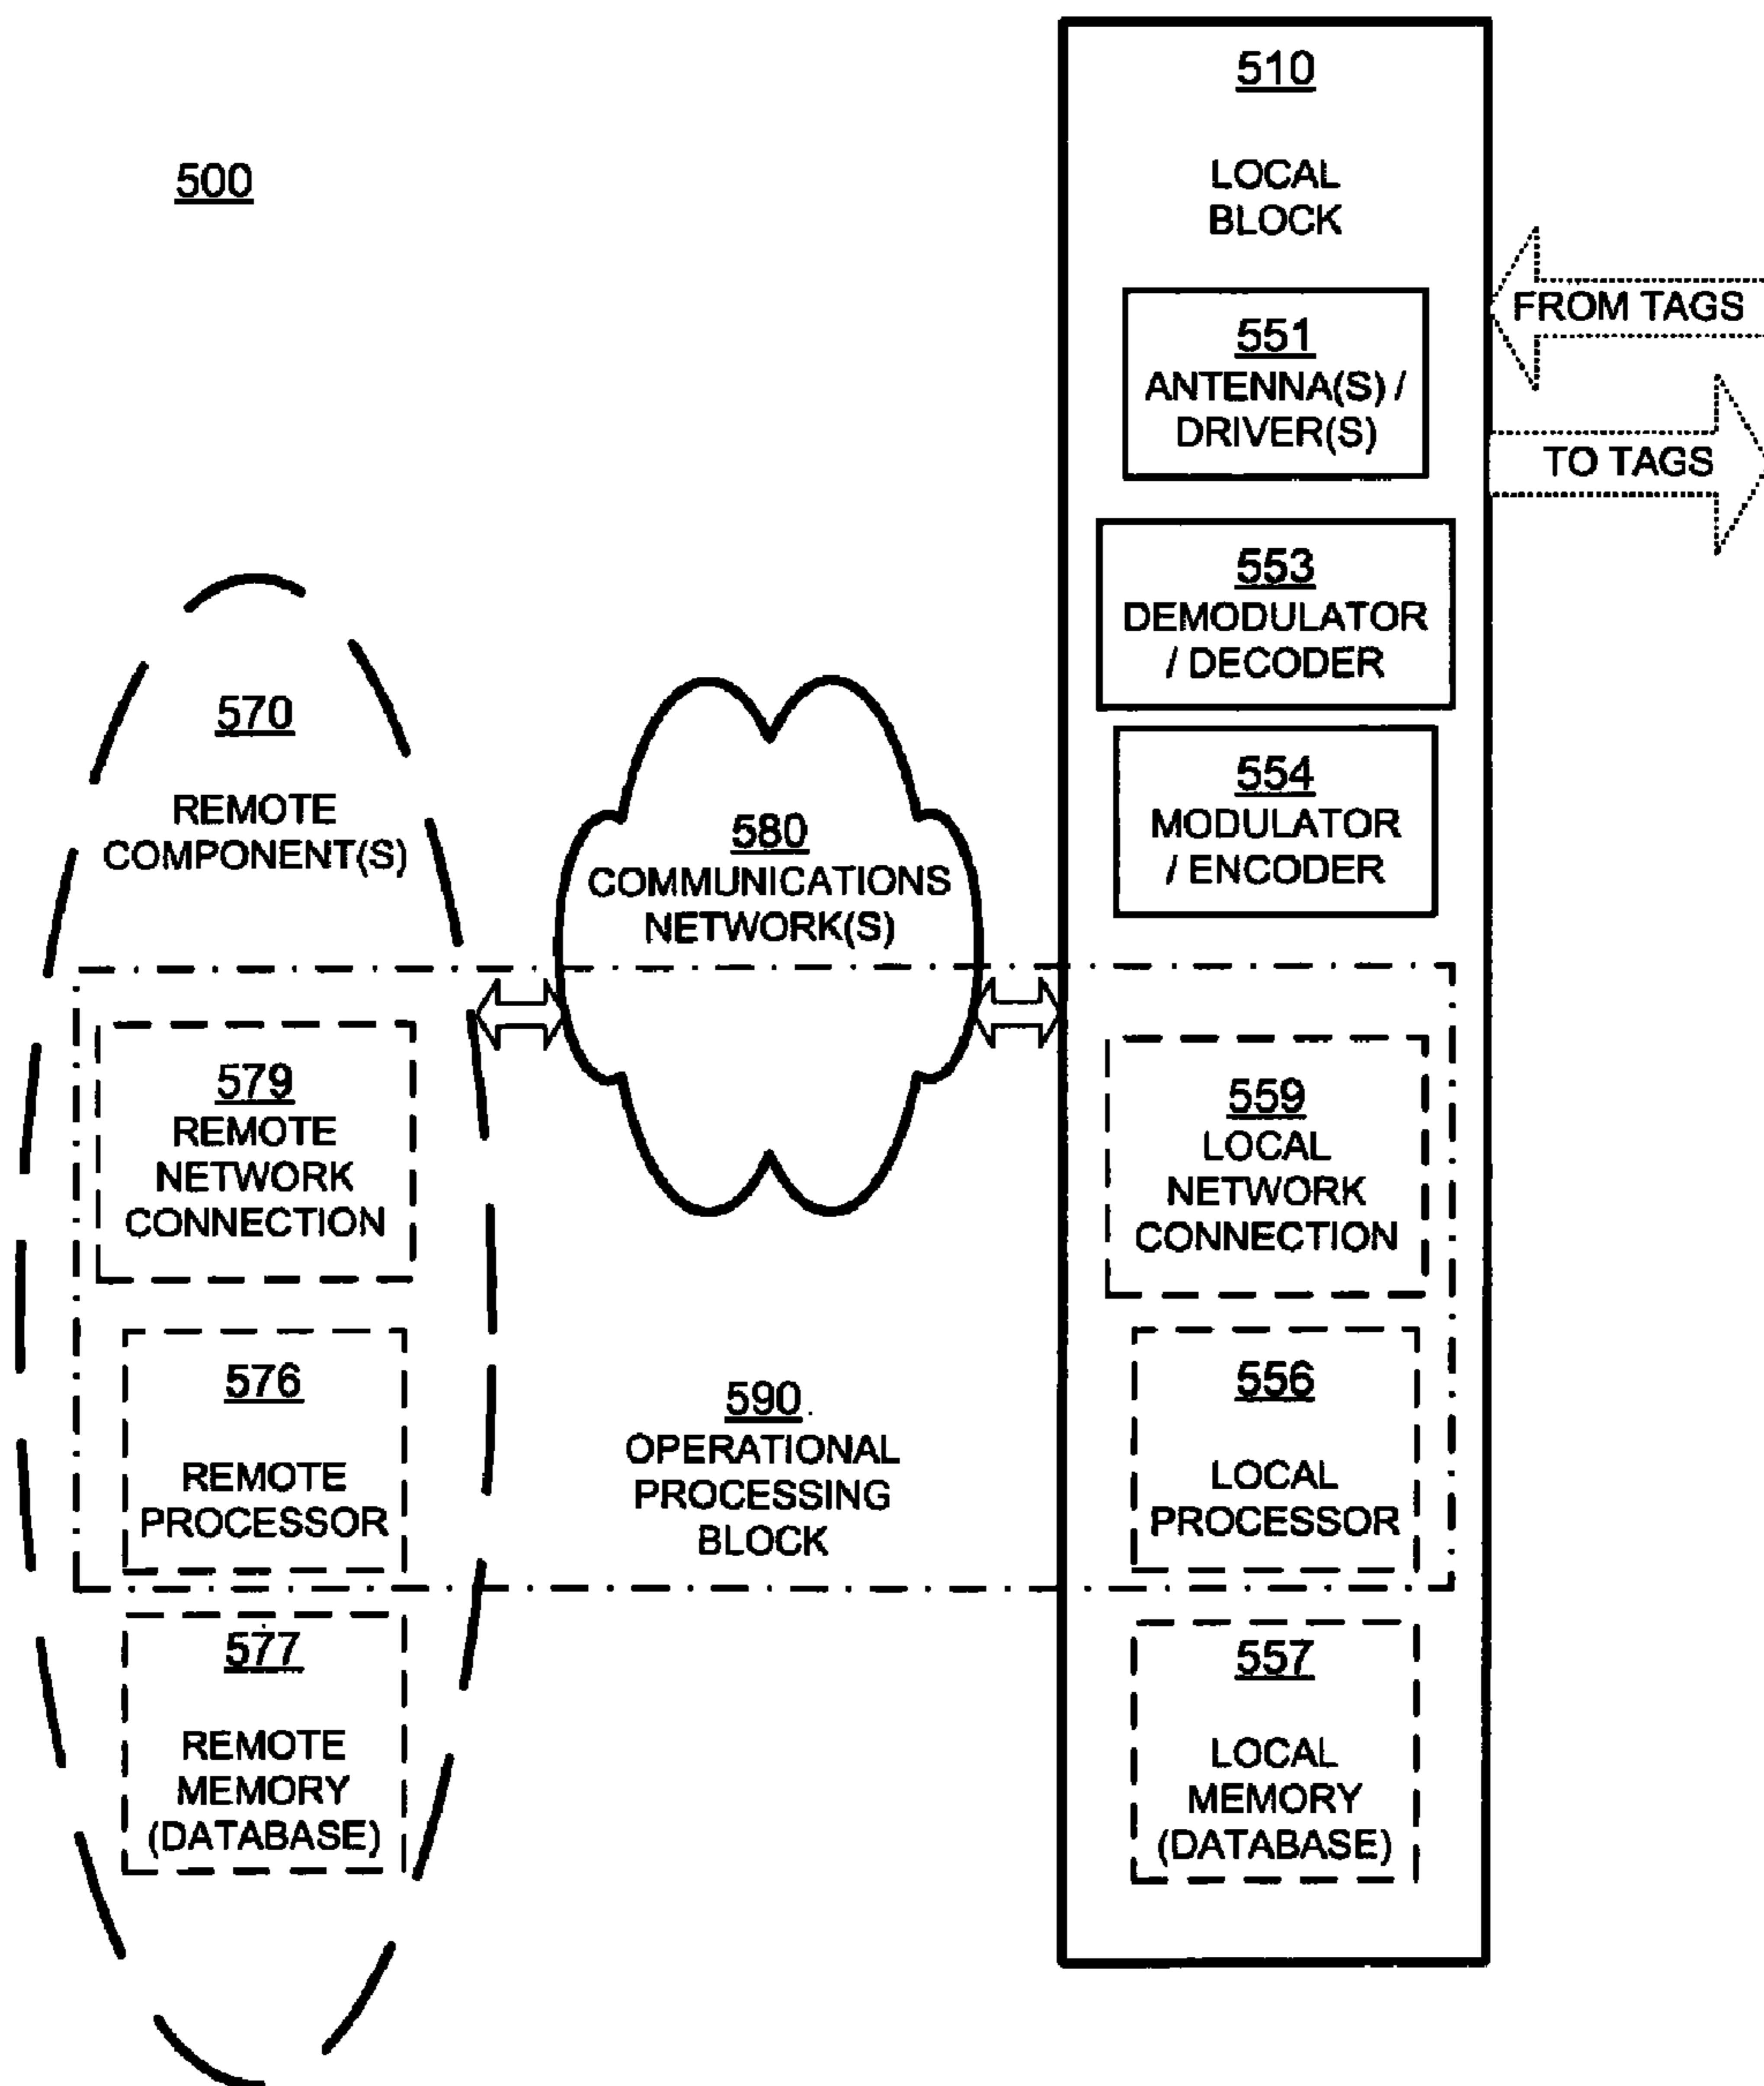 500
510
LOCAL
BLOCK
FROM TAGS
TO TAGS
551
ANTENNA(S) /
DRIVER(S)
553
DEMODULATOR
/ DECODER
554
MODULATOR
/ ENCODER
570
REMOTE
COMPONENT(S)
580
COMMUNICATIONS
NETWORK(S)
579
REMOTE
NETWORK
CONNECTION
559
LOCAL
NETWORK
CONNECTION
576
REMOTE
PROCESSOR
590
OPERATIONAL
PROCESSING
BLOCK
556
LOCAL
PROCESSOR
577
REMOTE
MEMORY
(DATABASE)
557
LOCAL
MEMORY
(DATABASE)